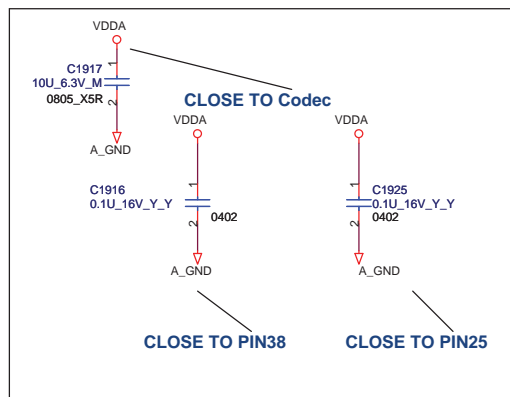 VDDA
1
C1917
10U_6.3V_M
0805_X5R
2
A_GND
CLOSE TO Codec
VDDA
1
C1916
0.1U_16V_Y_Y
0402
2
A_GND
CLOSE TO PIN38
VDDA
1
C1925
0.1U_16V_Y_Y
0402
2
A_GND
CLOSE TO PIN25